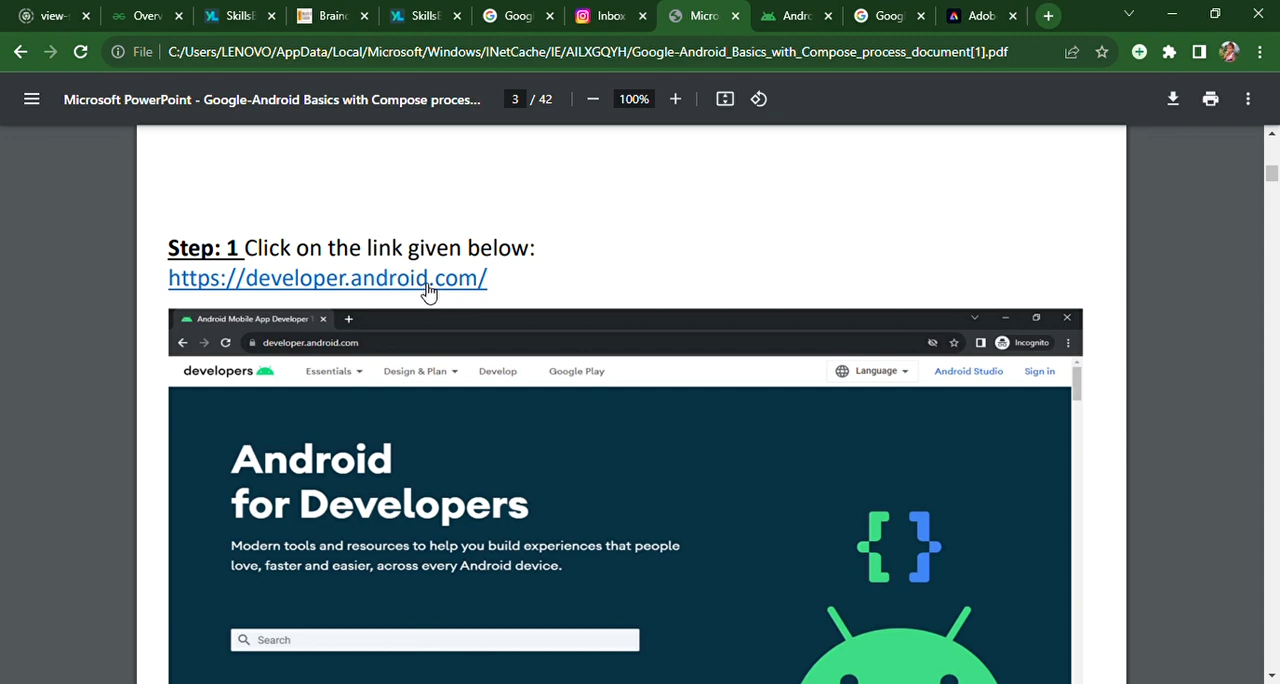 view-
Overv
SkillsE
Brainc
SkillsE
Goog
Inbox
Micro
Andro
Goog
Adob
File
C:/Users/LENOVO/AppData/Local/Microsoft/Windows/INetCache/IE/AILXGQYH/Google-Android_Basics_with_Compose_process_document[1].pdf
Microsoft PowerPoint - Google-Android Basics with Compose proces...
3 / 42
100%
Step: 1 Click on the link given below:
https://developer.android.com/
Android Mobile App Developer T
developer.android.com
Incognito
developers
Essentials
Design & Plan
Develop
Google Play
Language
Android Studio
Sign in
Android
for Developers
Modern tools and resources to help you build experiences that people
love, faster and easier, across every Android device.
Search